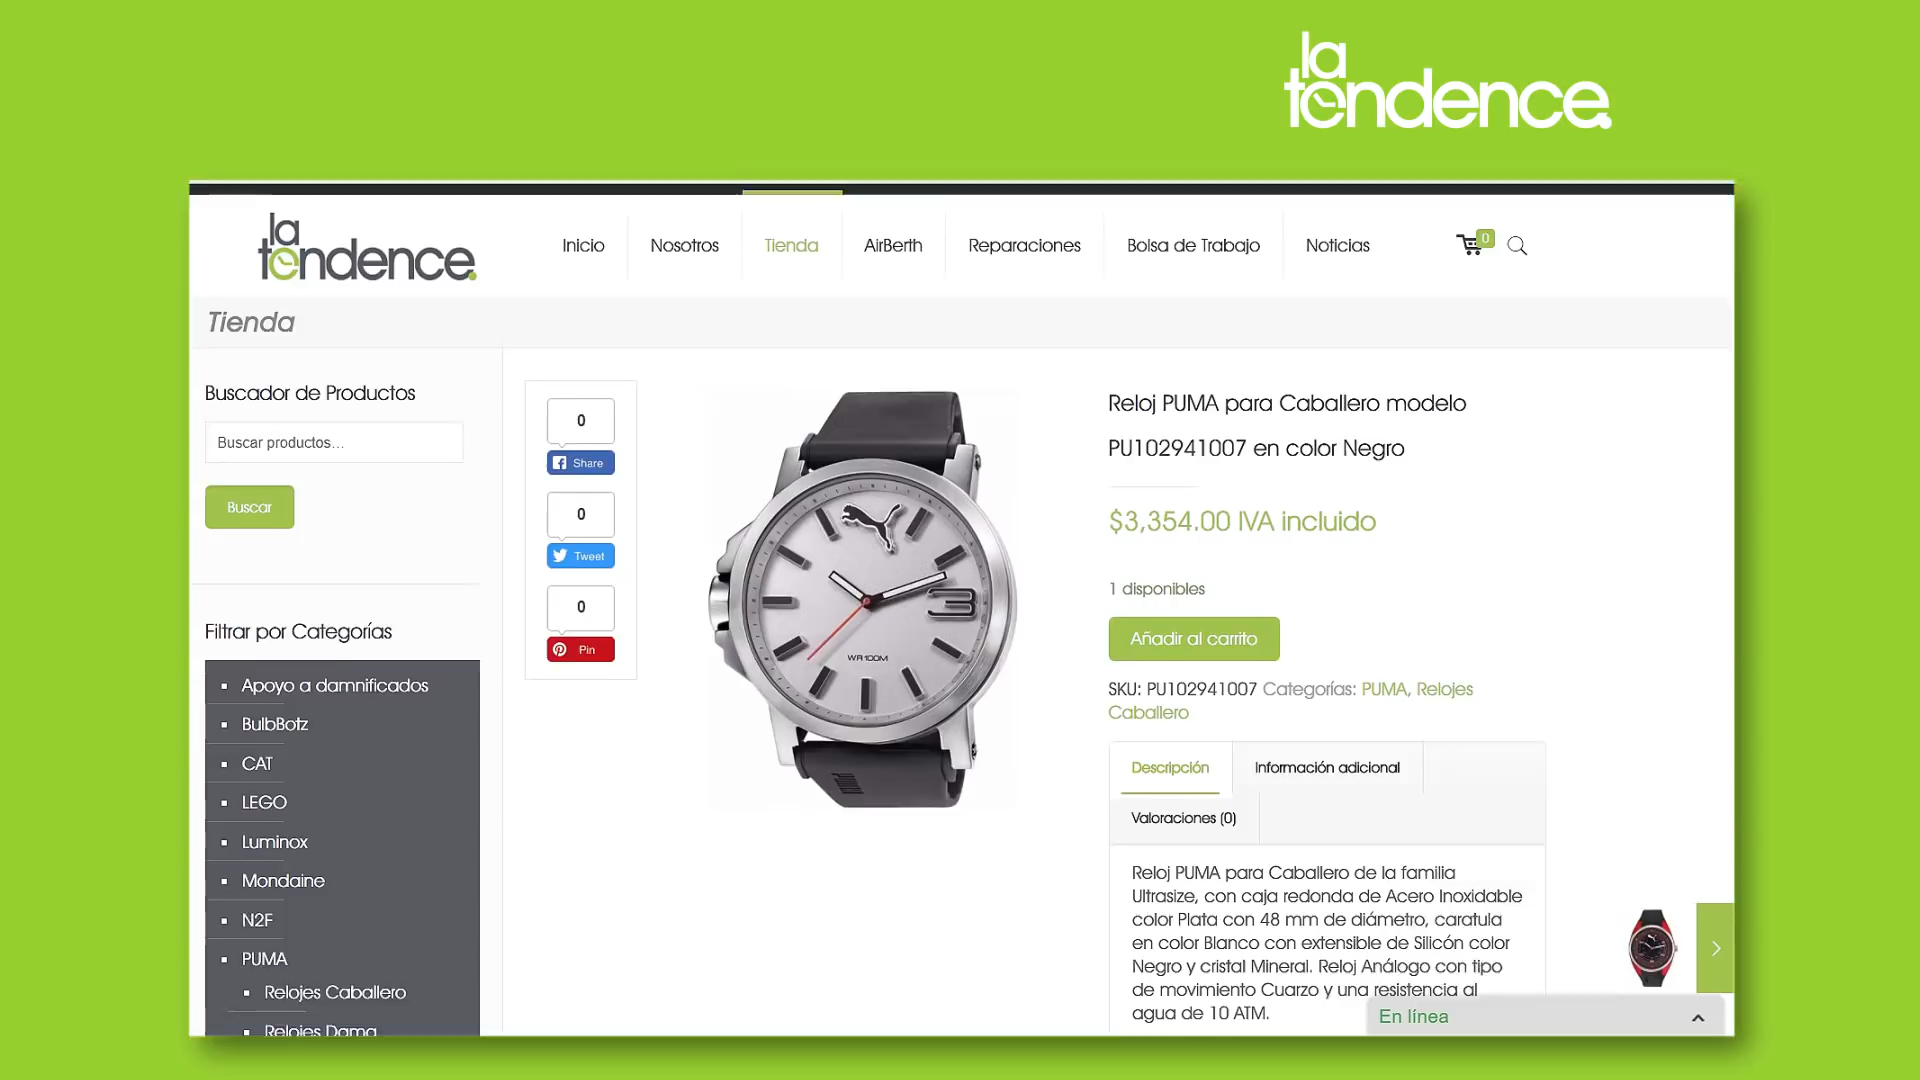 la
tendence.
la
tendence.
Inicio
Nosotros
Tienda
AirBerth
Reparaciones
Bolsa de Trabajo
Noticias
0
Tienda
Buscador de Productos
Buscar productos…
Buscar
Filtrar por Categorías
Apoyo a damnificados
BulbBotz
CAT
LEGO
Luminox
Mondaine
N2F
PUMA
Relojes Caballero
Relojes Dama
0
Share
0
Tweet
0
Pin
3
WR100M
PUMA
Reloj PUMA para Caballero modelo
PU102941007 en color Negro
$3,354.00 IVA incluido
1 disponibles
Añadir al carrito
SKU: PU102941007 Categorías: PUMA, Relojes
Caballero
Descripción
Información adicional
Valoraciones (0)
Reloj PUMA para Caballero de la familia
Ultrasize, con caja redonda de Acero Inoxidable
color Plata con 48 mm de diámetro, caratula
en color Blanco con extensible de Silicón color
Negro y cristal Mineral. Reloj Análogo con tipo
de movimiento Cuarzo y una resistencia al
agua de 10 ATM.
En línea